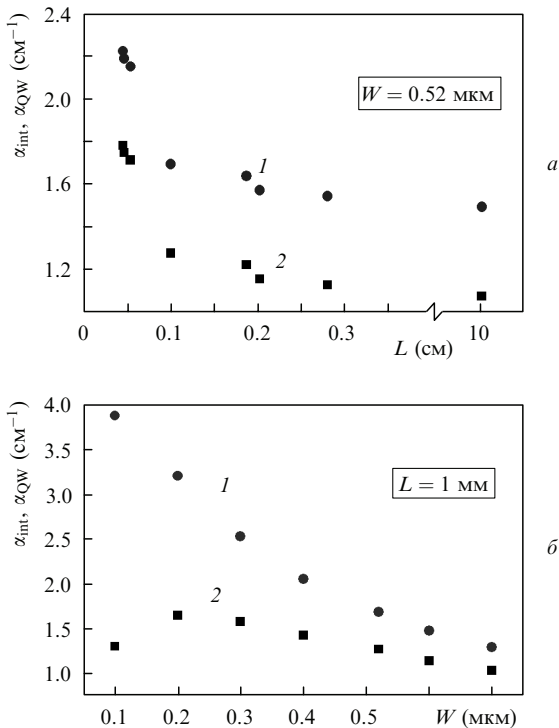 α_int, α_QW (см⁻¹)
2.4
2.0
1.6
1.2
1
2
W = 0.52 мкм
0 0.1 0.2 0.3 10
L (см)
а
α_int, α_QW (см⁻¹)
4.0
3.5
3.0
2.5
2.0
1.5
1.0
1
2
L = 1 мм
0.1 0.2 0.3 0.4 0.5 W (мкм)
б